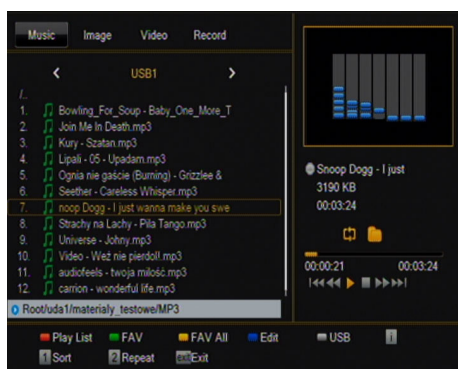 Music Image Video Record
USB1
/..
1. Bowling_For_Soup - Baby_One_More_T
2. Join Me In Death.mp3
3. Kury - Szatan.mp3
4. Lipali - 05 - Upadam.mp3
5. Ognia nie gaście (Burning) - Grizzlee &
6. Seether - Careless Whisper.mp3
7. noop Dogg - I just wanna make you swe
8. Strachy na Lachy - Piła Tango.mp3
9. Universe - Johny.mp3
10. Video - Weź nie pierdol!.mp3
11. audiofeels - twoja miłość.mp3
12. carrion - wonderful life.mp3
Root/uda1/materialy_testowe/MP3
Snoop Dogg - I just
3190 KB
00:03:24
00:00:21 00:03:24
Play List FAV FAV All Edit USB i
1 Sort 2 Repeat exit Exit